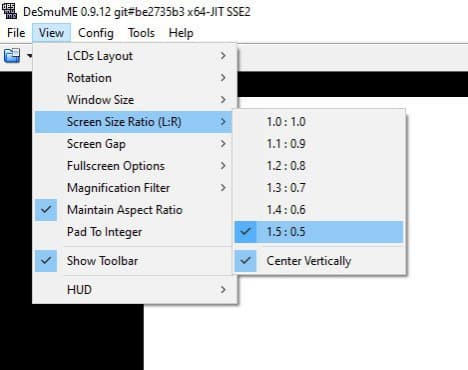 DeSmuME 0.9.12 git#be2735b3 x64-JIT SSE2
File View Config Tools Help
LCDs Layout
Rotation
Window Size
Screen Size Ratio (L:R)
Screen Gap
Fullscreen Options
Magnification Filter
Maintain Aspect Ratio
Pad To Integer
Show Toolbar
HUD
1.0 : 1.0
1.1 : 0.9
1.2 : 0.8
1.3 : 0.7
1.4 : 0.6
1.5 : 0.5
Center Vertically